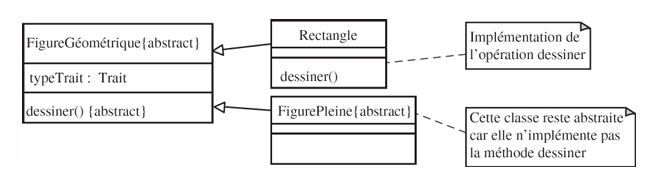 FigureGéométrique{abstract}
typeTrait : Trait
dessiner() {abstract}
Rectangle
dessiner()
Implémentation de
l’opération dessiner
FigurePleine{abstract}
Cette classe reste abstraite
car elle n’implémente pas
la méthode dessiner